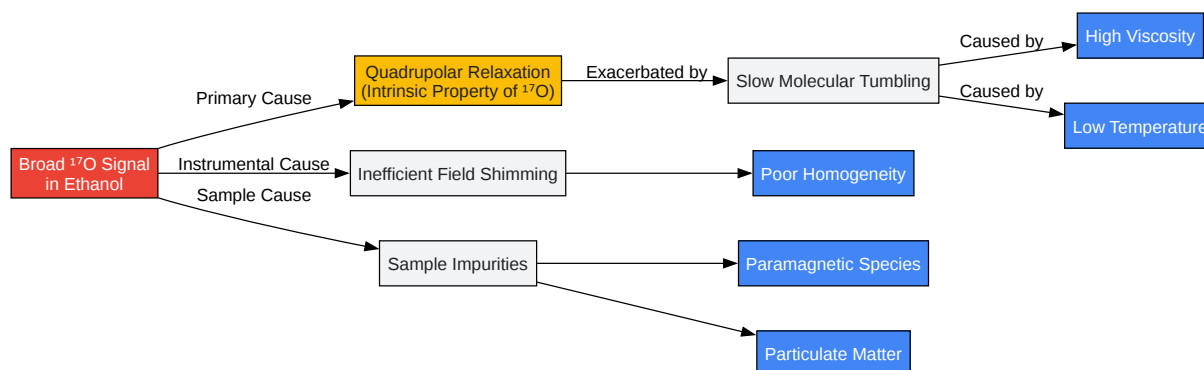 Broad ¹⁷O Signal
in Ethanol
Primary Cause
Instrumental Cause
Sample Cause
Quadrupolar Relaxation
(Intrinsic Property of ¹⁷O)
Exacerbated by
Slow Molecular Tumbling
Caused by
High Viscosity
Caused by
Low Temperature
Inefficient Field Shimming
Poor Homogeneity
Sample Impurities
Paramagnetic Species
Particulate Matter